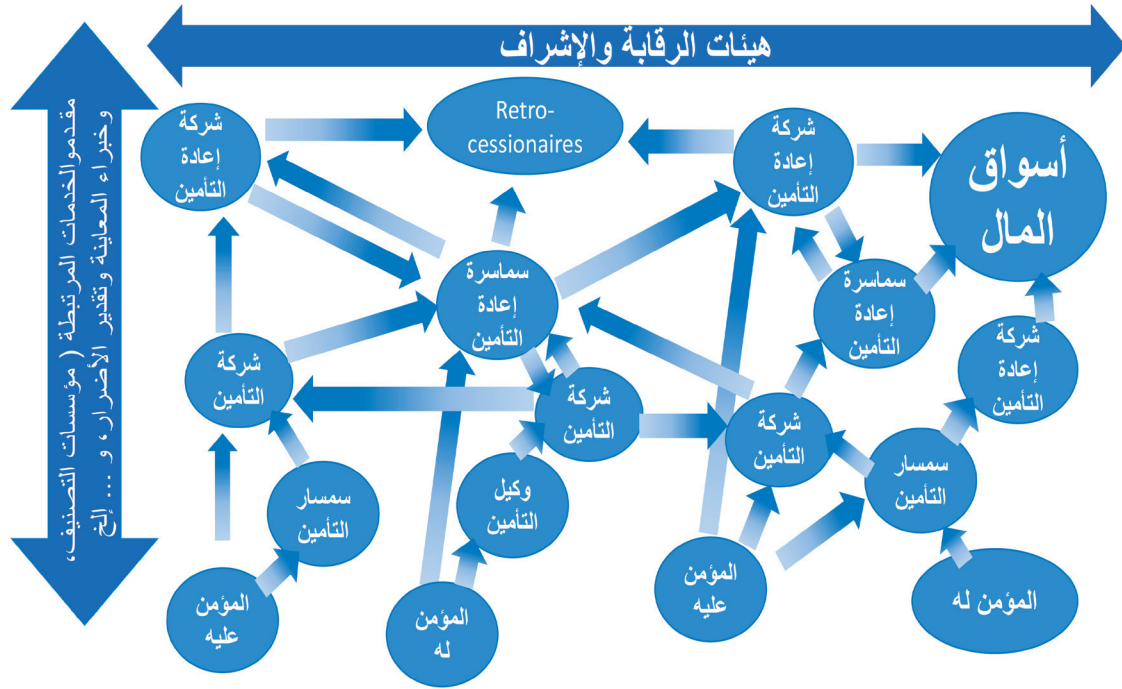 هيئات الرقابة والإشراف
مقدمو الخدمات المرتبطة ( مؤسسات التصنيف،
وخبراء المعاينة وتقدير الأضرار، و ... إلخ
شركة
إعادة
التأمين
Retro-
cessionaires
شركة
إعادة
التأمين
أسواق
المال
سماسرة
إعادة
التأمين
سماسرة
إعادة
التأمين
شركة
إعادة
التأمين
شركة
التأمين
شركة
التأمين
شركة
التأمين
سمسار
التأمين
وكيل
التأمين
سمسار
التأمين
المؤمن
عليه
المؤمن
له
المؤمن
عليه
المؤمن له